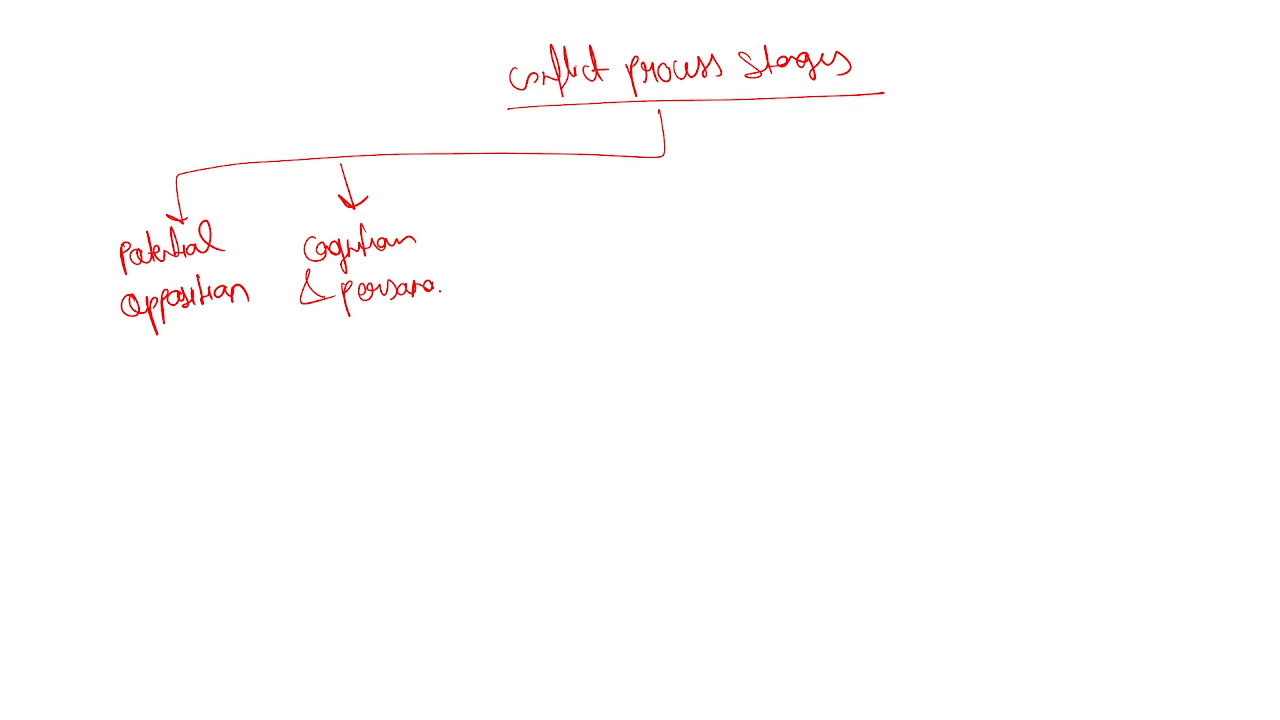 Conflict process stages
Potential
opposition
Cognition
& persona.